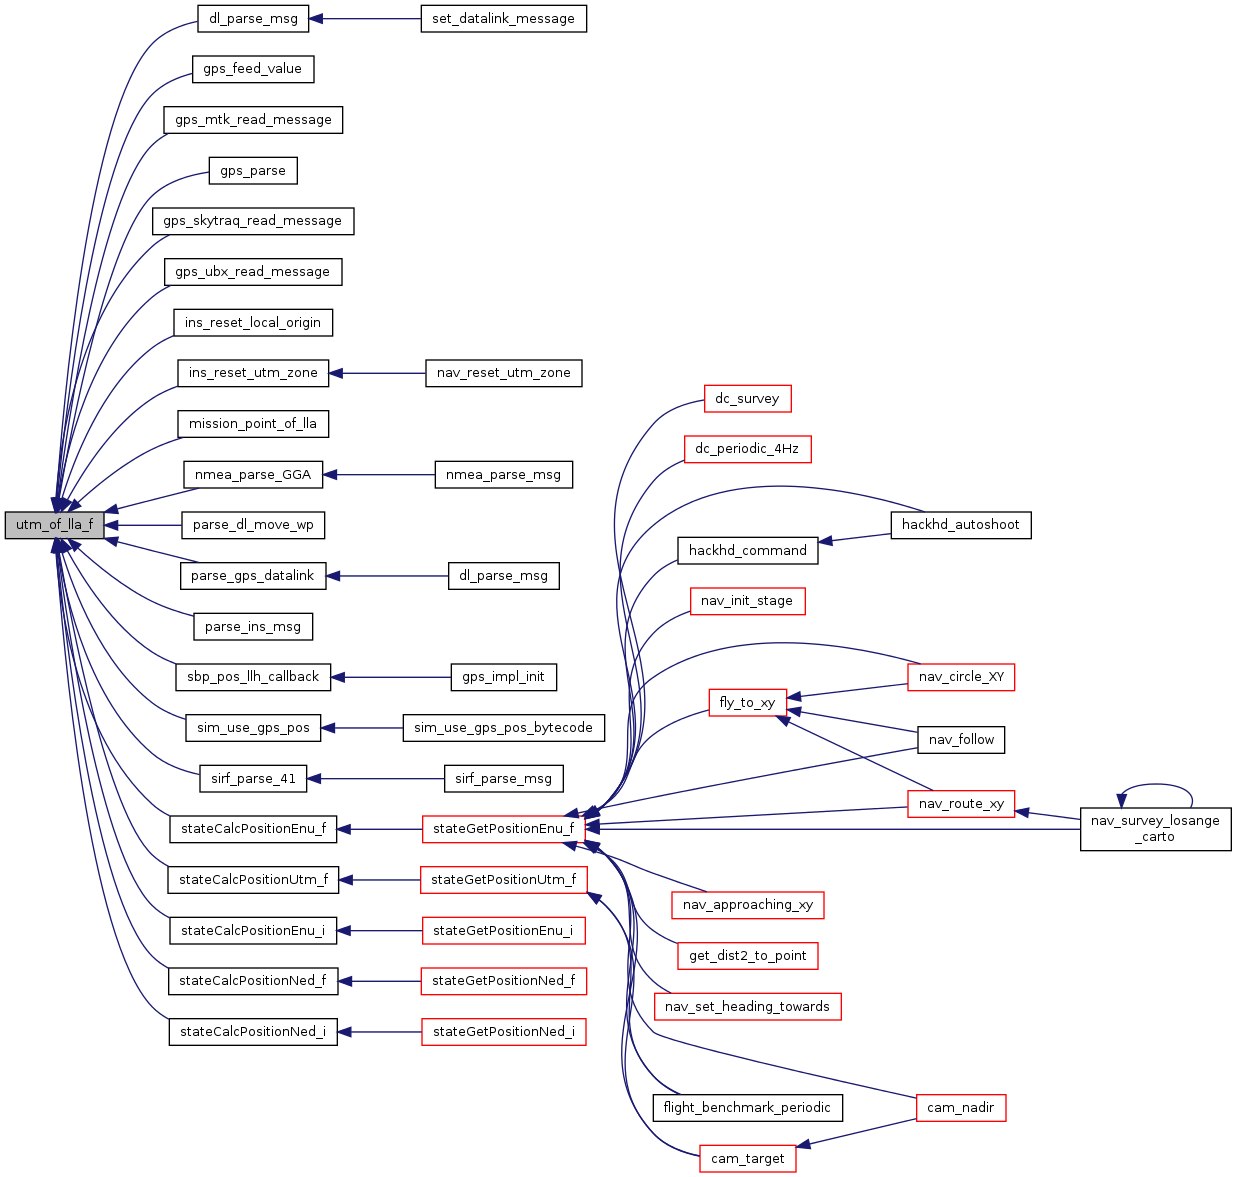 dl_parse_msg
set_datalink_message
gps_feed_value
gps_mtk_read_message
gps_parse
gps_skytraq_read_message
gps_ubx_read_message
ins_reset_local_origin
ins_reset_utm_zone
nav_reset_utm_zone
mission_point_of_lla
nmea_parse_GGA
nmea_parse_msg
utm_of_lla_f
parse_dl_move_wp
parse_gps_datalink
dl_parse_msg
parse_ins_msg
sbp_pos_llh_callback
gps_impl_init
sim_use_gps_pos
sim_use_gps_pos_bytecode
sirf_parse_41
sirf_parse_msg
stateCalcPositionEnu_f
stateGetPositionEnu_f
stateCalcPositionUtm_f
stateGetPositionUtm_f
stateCalcPositionEnu_i
stateGetPositionEnu_i
stateCalcPositionNed_f
stateGetPositionNed_f
stateCalcPositionNed_i
stateGetPositionNed_i
dc_survey
dc_periodic_4Hz
hackhd_autoshoot
hackhd_command
nav_init_stage
nav_circle_XY
fly_to_xy
nav_follow
nav_route_xy
nav_survey_losange
_carto
nav_approaching_xy
get_dist2_to_point
nav_set_heading_towards
flight_benchmark_periodic
cam_nadir
cam_target